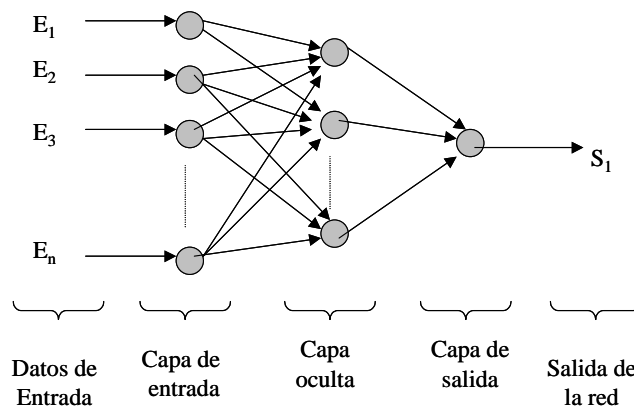 E1
E2
E3
En
S1
Datos de
Entrada
Capa de
entrada
Capa
oculta
Capa de
salida
Salida de
la red